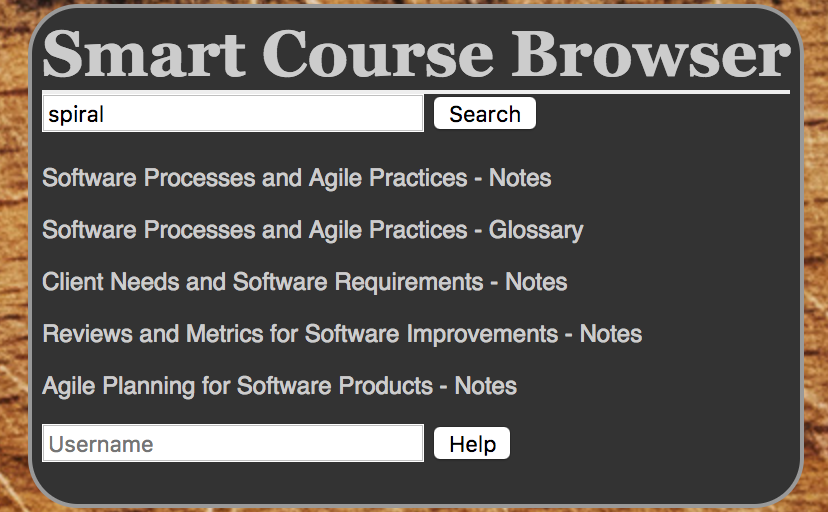 Smart Course Browser
spiral Search
Software Processes and Agile Practices - Notes
Software Processes and Agile Practices - Glossary
Client Needs and Software Requirements - Notes
Reviews and Metrics for Software Improvements - Notes
Agile Planning for Software Products - Notes
Username Help